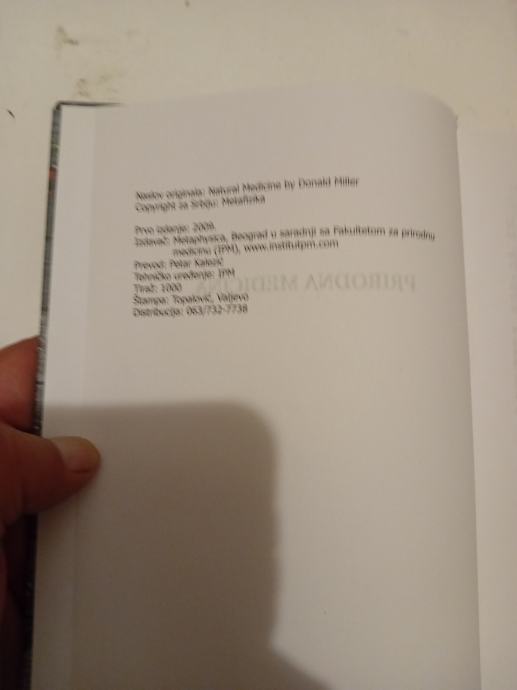 Naslov originala: Natural Medicine by Donald Miller
Copyright za Srbiju: Metafizika
Prvo izdanje: 2009.
Izdavač: Metaphysica, Beograd u saradnji sa Fakultetom za prirodnu
medicinu (IPM), www.institutpm.com
Prevod: Petar Kalezić
Tehničko uređenje: IPM
Tiraž: 1000
Štampa: Topalović, Valjevo
Distribucija: 063/732-7738
PRIRODNA MEDICINA